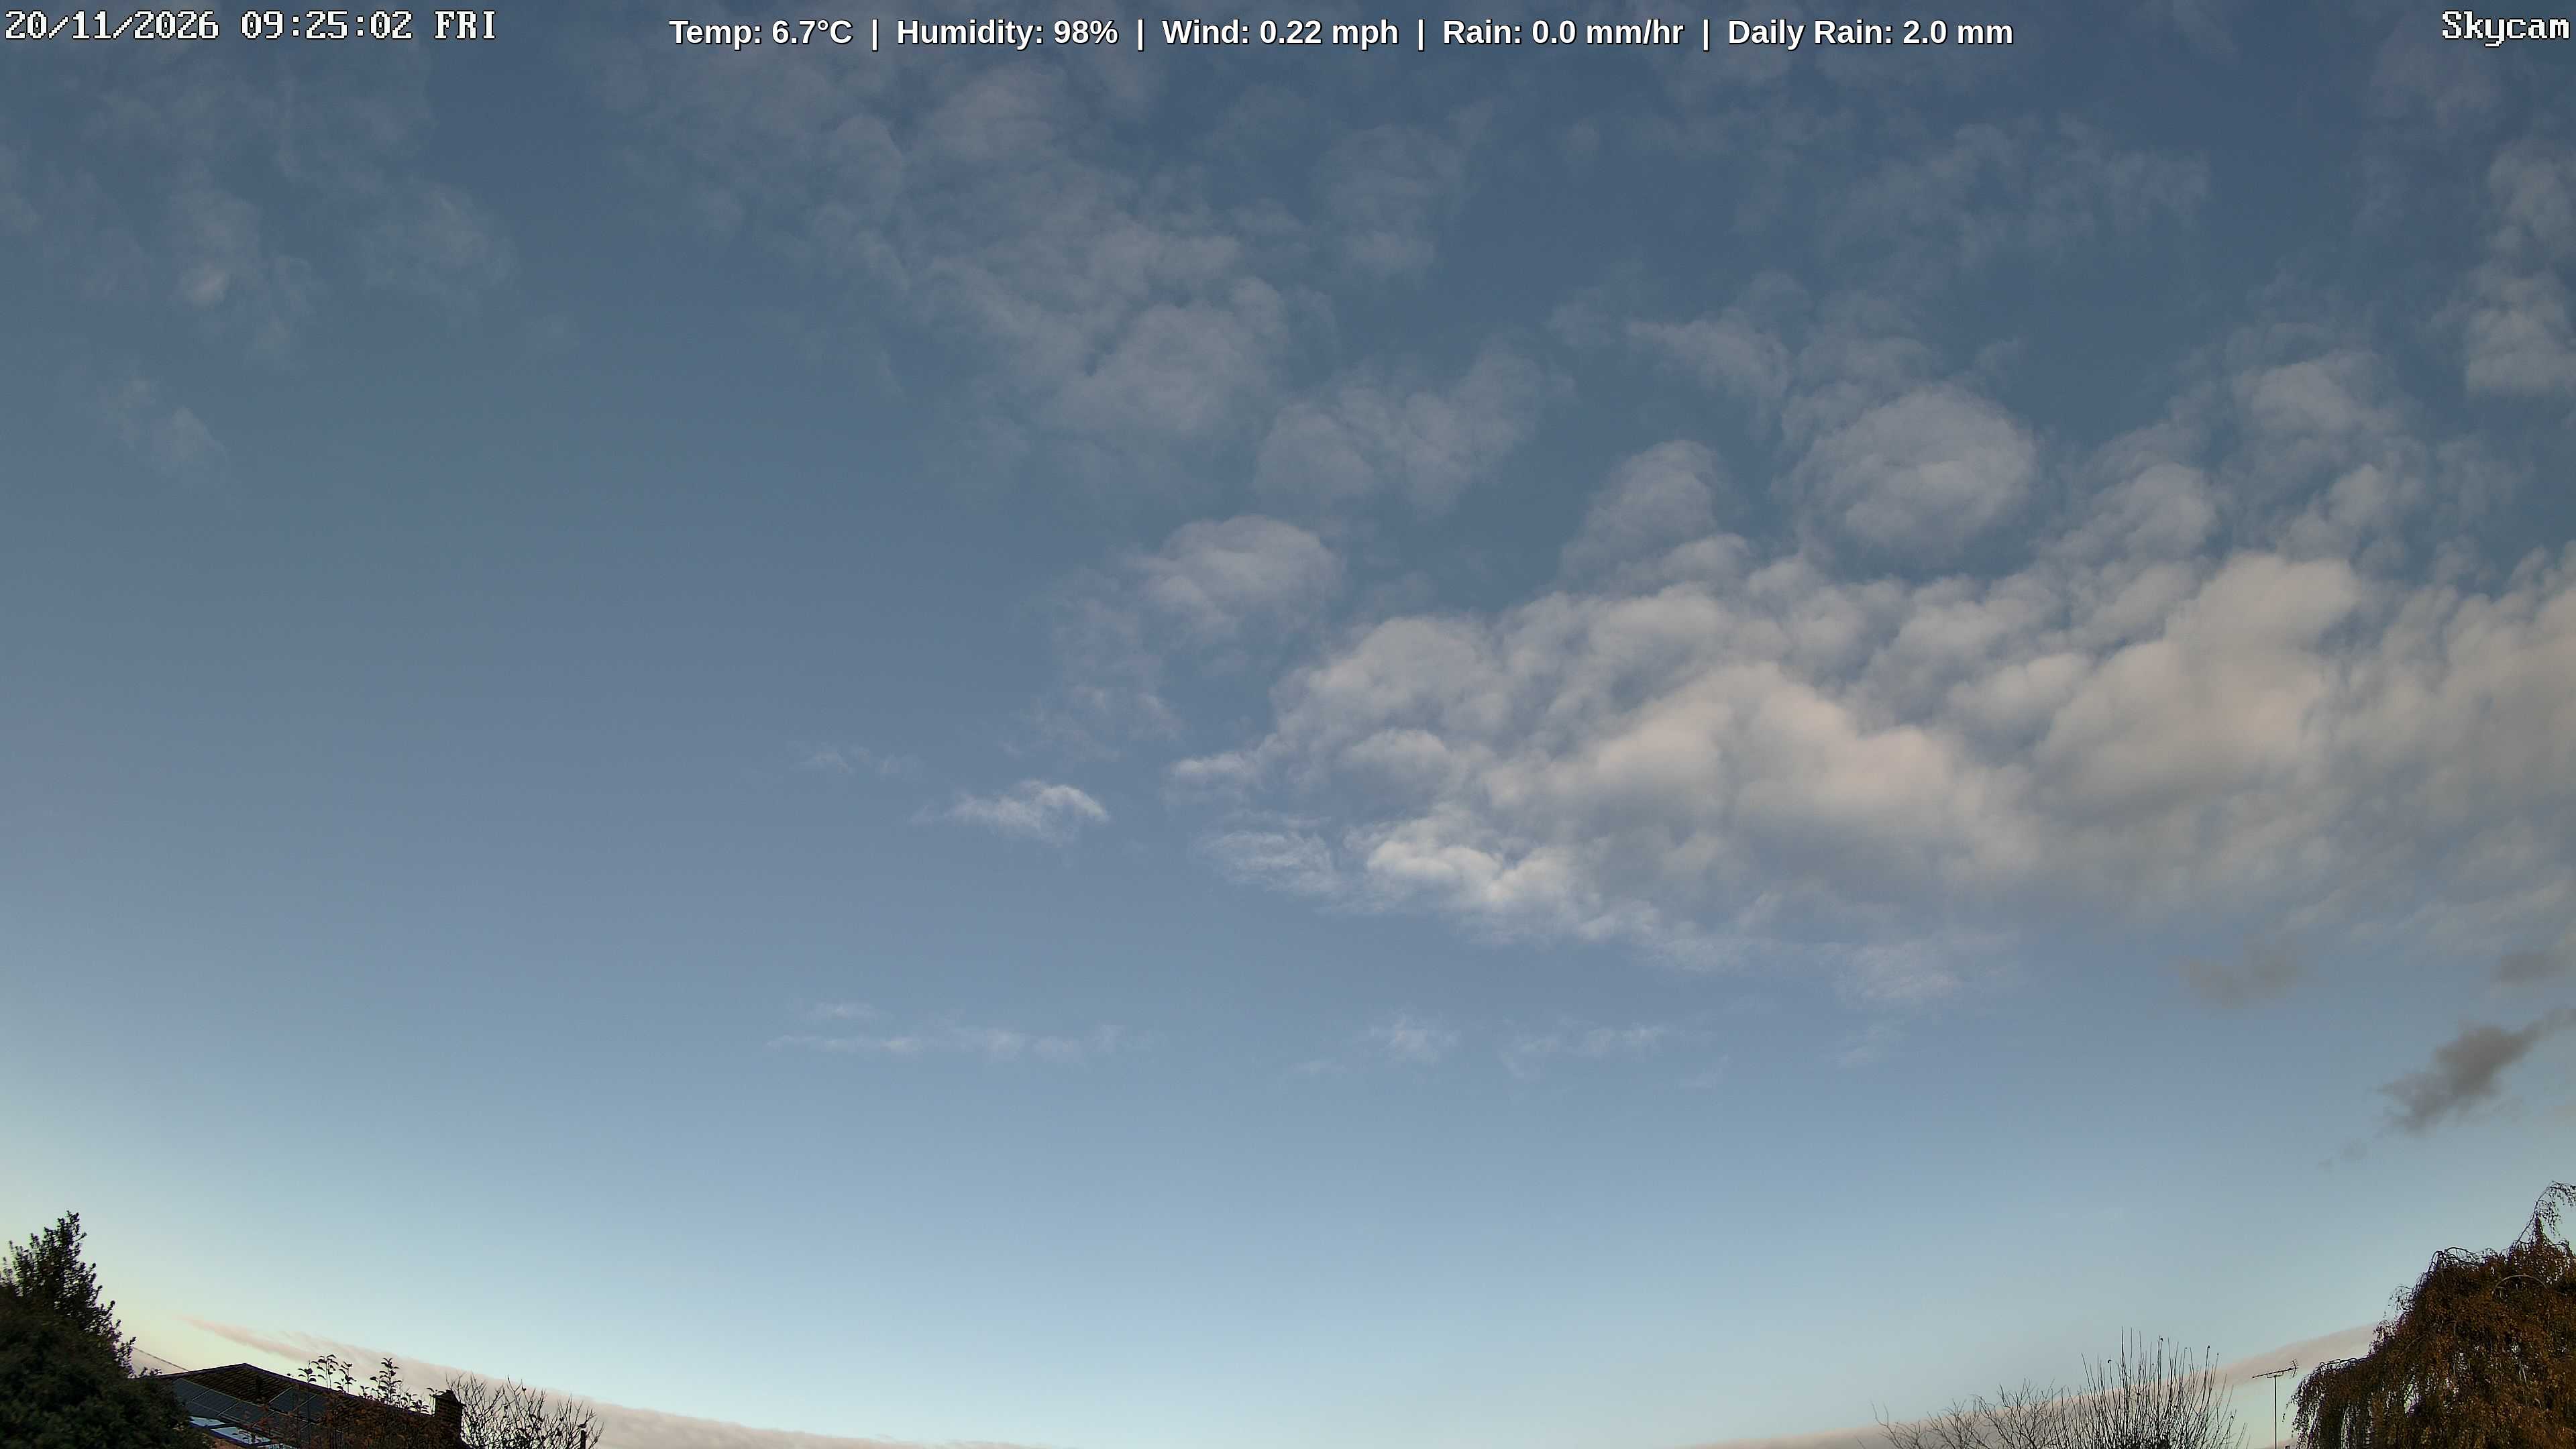 20/11/2026 09:25:02 FRI
Temp: 6.7°C | Humidity: 98% | Wind: 0.22 mph | Rain: 0.0 mm/hr | Daily Rain: 2.0 mm
Skycam